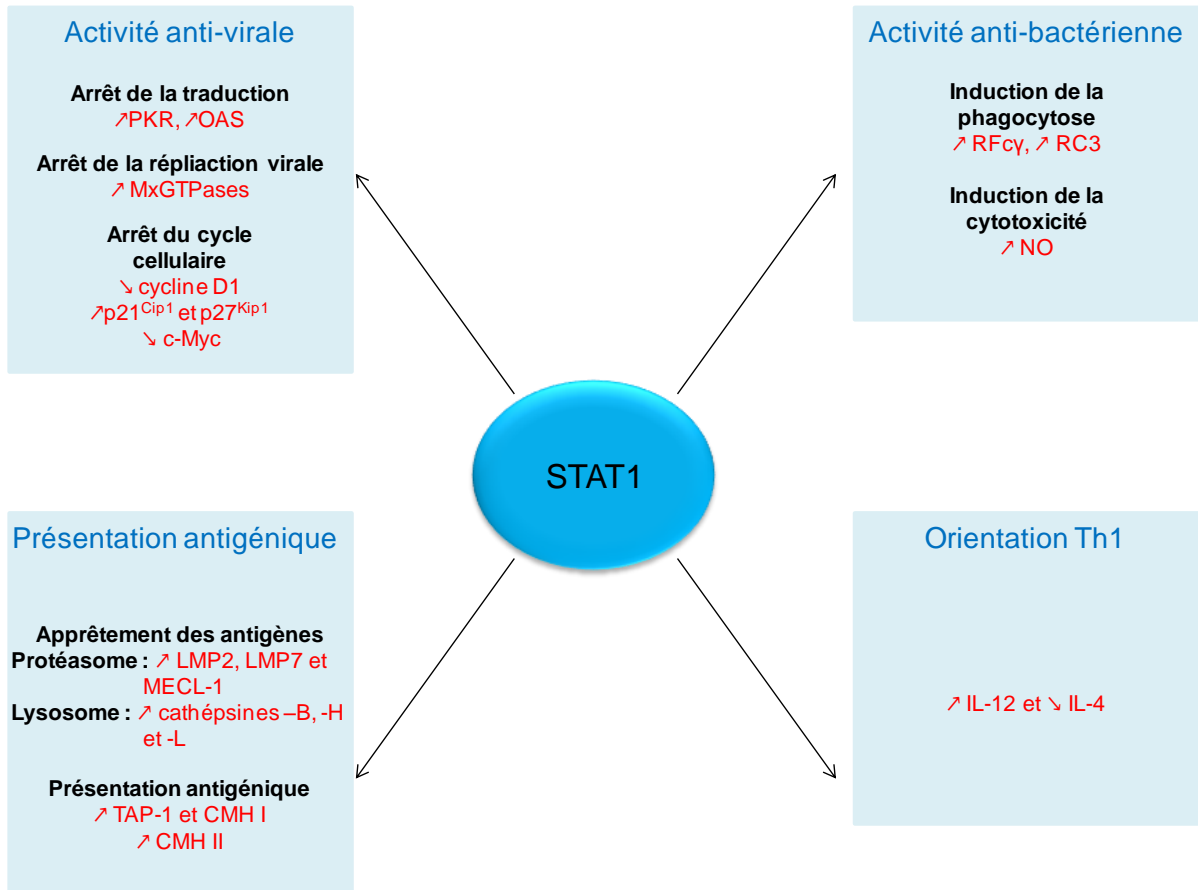 Activité anti-virale
Arrêt de la traduction
↗PKR, ↗OAS
Arrêt de la répliaction virale
↗ MxGTPases
Arrêt du cycle
cellulaire
↘ cycline D1
↗p21Cip1 et p27Kip1
↘ c-Myc
Activité anti-bactérienne
Induction de la
phagocytose
↗ RFcγ, ↗ RC3
Induction de la
cytotoxicité
↗ NO
STAT1
Présentation antigénique
Apprêtement des antigènes
Protéasome : ↗ LMP2, LMP7 et
MECL-1
Lysosome : ↗ cathépsines –B, -H
et -L
Présentation antigénique
↗ TAP-1 et CMH I
↗ CMH II
Orientation Th1
↗ IL-12 et ↘ IL-4